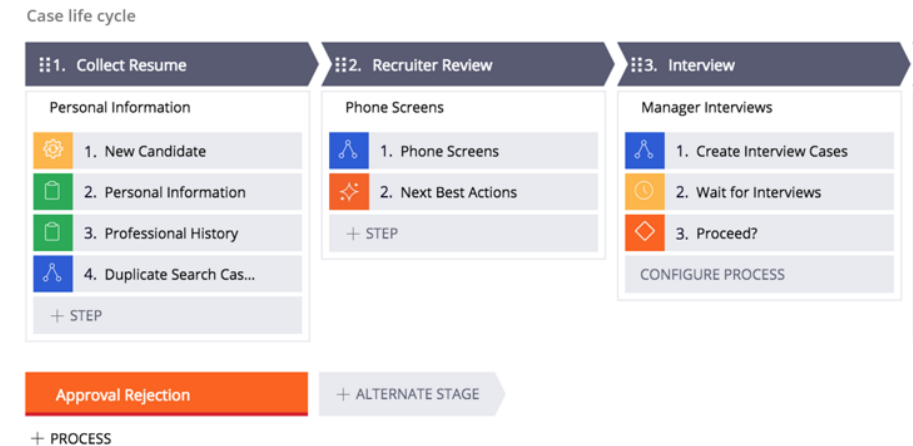 Case life cycle
1. Collect Resume
2. Recruiter Review
3. Interview
Personal Information
1. New Candidate
2. Personal Information
3. Professional History
4. Duplicate Search Cas...
+ STEP
Phone Screens
1. Phone Screens
2. Next Best Actions
+ STEP
Manager Interviews
1. Create Interview Cases
2. Wait for Interviews
3. Proceed?
CONFIGURE PROCESS
Approval Rejection
+ ALTERNATE STAGE
+ PROCESS